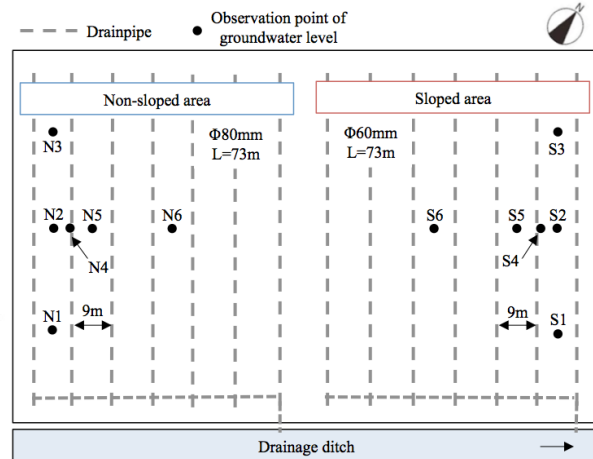 Drainpipe
Observation point of
groundwater level
Non-sloped area
Sloped area
N3
Φ80mm
L=73m
Φ60mm
L=73m
S3
N2
N5
N6
S6
S5
S2
N4
S4
N1
9m
9m
S1
Drainage ditch